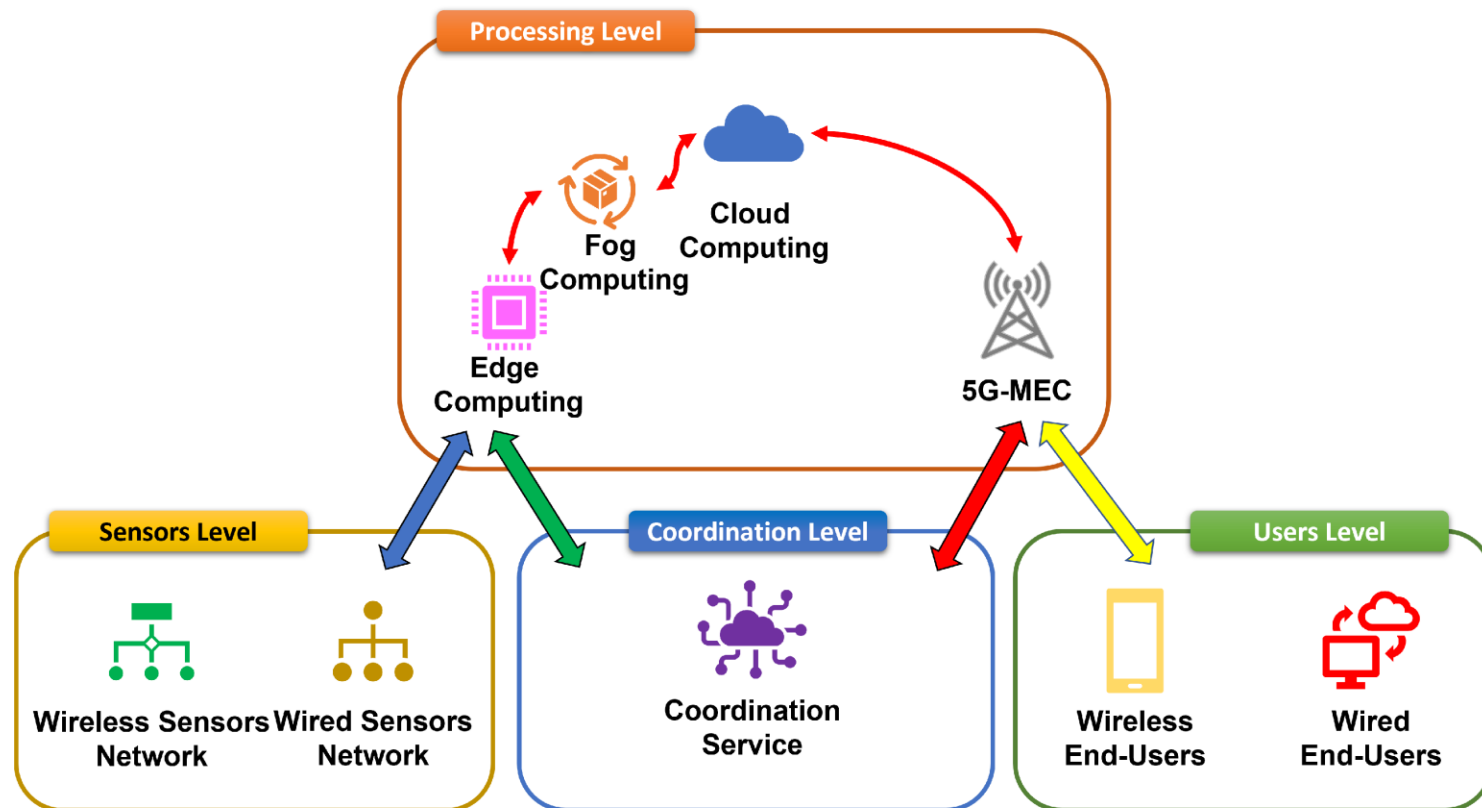 Processing Level
Cloud
Computing
Fog
Computing
Edge
Computing
5G-MEC
Sensors Level
Coordination Level
Users Level
Wireless Sensors
Network
Wired Sensors
Network
Coordination
Service
Wireless
End-Users
Wired
End-Users